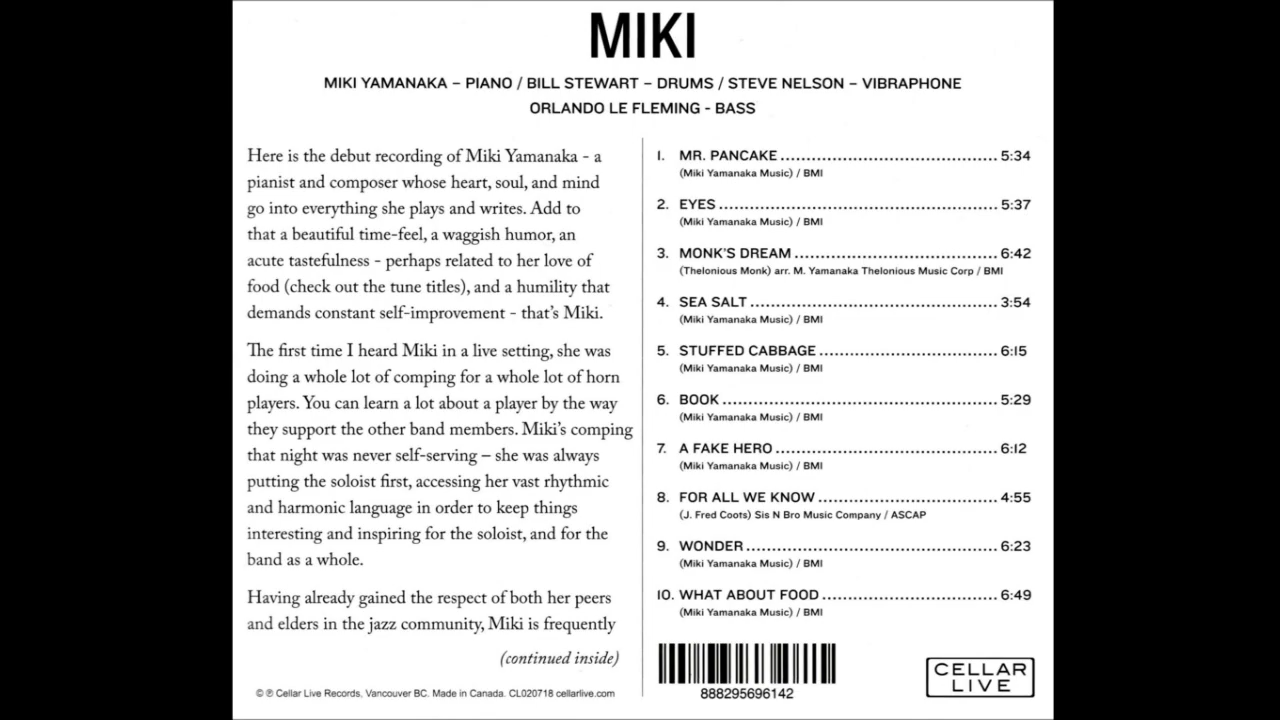 MIKI
MIKI YAMANAKA – PIANO / BILL STEWART – DRUMS / STEVE NELSON – VIBRAPHONE
ORLANDO LE FLEMING - BASS
Here is the debut recording of Miki Yamanaka - a
pianist and composer whose heart, soul, and mind
go into everything she plays and writes. Add to
that a beautiful time-feel, a waggish humor, an
acute tastefulness - perhaps related to her love of
food (check out the tune titles), and a humility that
demands constant self-improvement - that's Miki.
The first time I heard Miki in a live setting, she was
doing a whole lot of comping for a whole lot of horn
players. You can learn a lot about a player by the way
they support the other band members. Miki's comping
that night was never self-serving – she was always
putting the soloist first, accessing her vast rhythmic
and harmonic language in order to keep things
interesting and inspiring for the soloist, and for the
band as a whole.
Having already gained the respect of both her peers
and elders in the jazz community, Miki is frequently
(continued inside)
© ℗ Cellar Live Records, Vancouver BC. Made in Canada. CL020718 cellarlive.com
1. MR. PANCAKE ........................................ 5:34
(Miki Yamanaka Music) / BMI
2. EYES ........................................ 5:37
(Miki Yamanaka Music) / BMI
3. MONK'S DREAM ........................................ 6:42
(Thelonious Monk) arr. M. Yamanaka Thelonious Music Corp / BMI
4. SEA SALT ........................................ 3:54
(Miki Yamanaka Music) / BMI
5. STUFFED CABBAGE ........................................ 6:15
(Miki Yamanaka Music) / BMI
6. BOOK ........................................ 5:29
(Miki Yamanaka Music) / BMI
7. A FAKE HERO ........................................ 6:12
(Miki Yamanaka Music) / BMI
8. FOR ALL WE KNOW ........................................ 4:55
(J. Fred Coots) Sis N Bro Music Company / ASCAP
9. WONDER ........................................ 6:23
(Miki Yamanaka Music) / BMI
10. WHAT ABOUT FOOD ........................................ 6:49
(Miki Yamanaka Music) / BMI
888295696142
CELLAR
LIVE